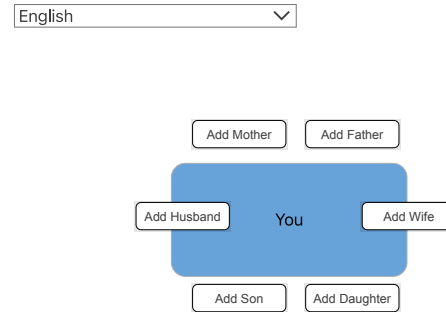 English
Add Mother Add Father
Add Husband You Add Wife
Add Son Add Daughter